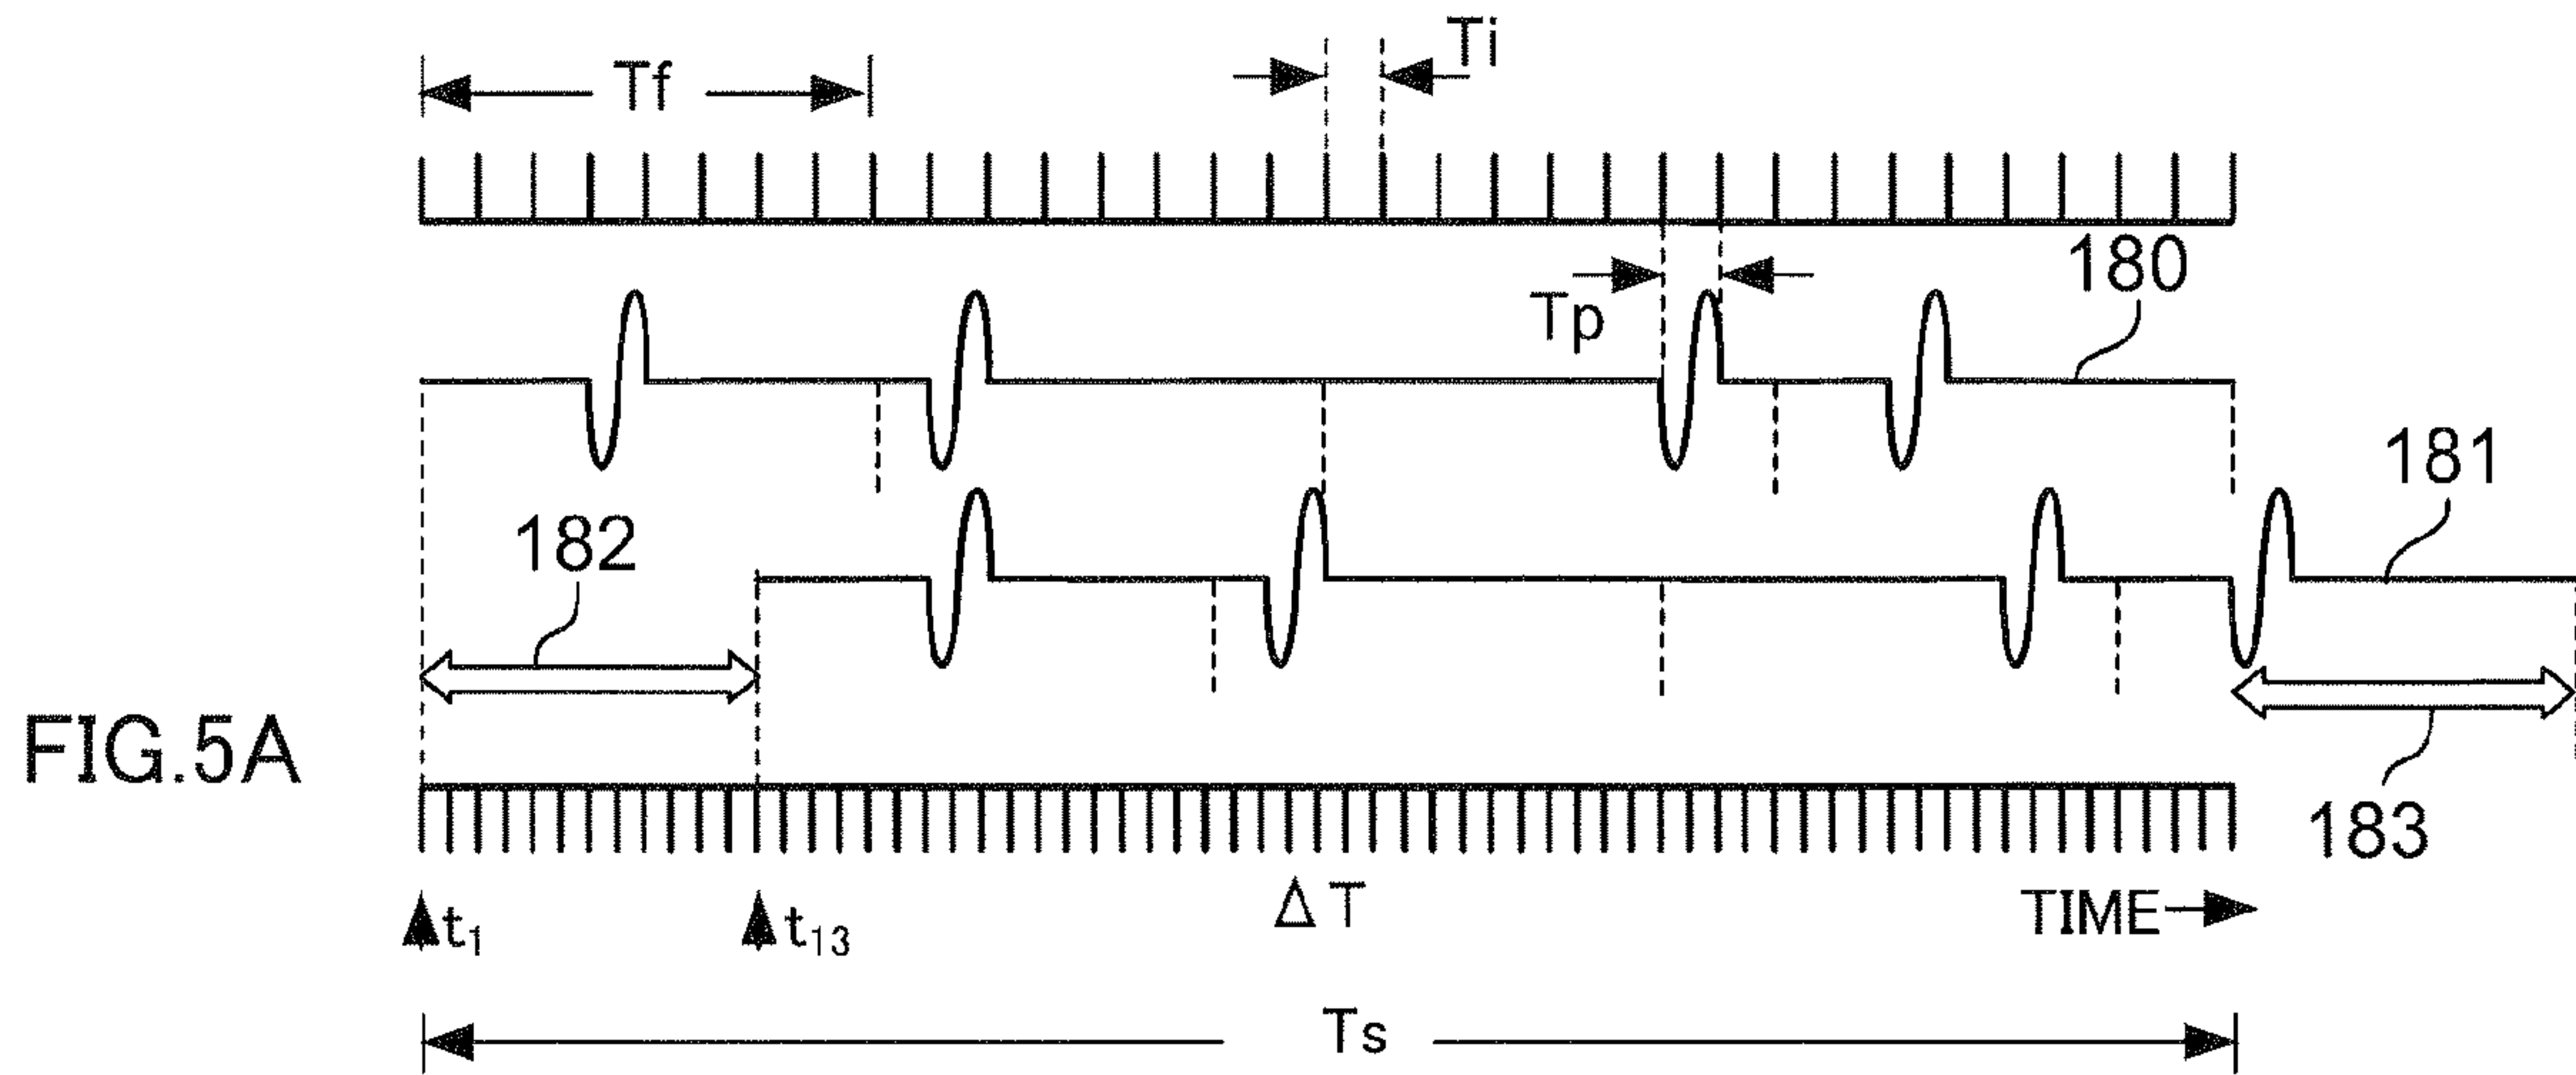 Ti
Tf
180
Tp
181
182
FIG.5A
183
t₁ t₁₃ ΔT TIME
Ts